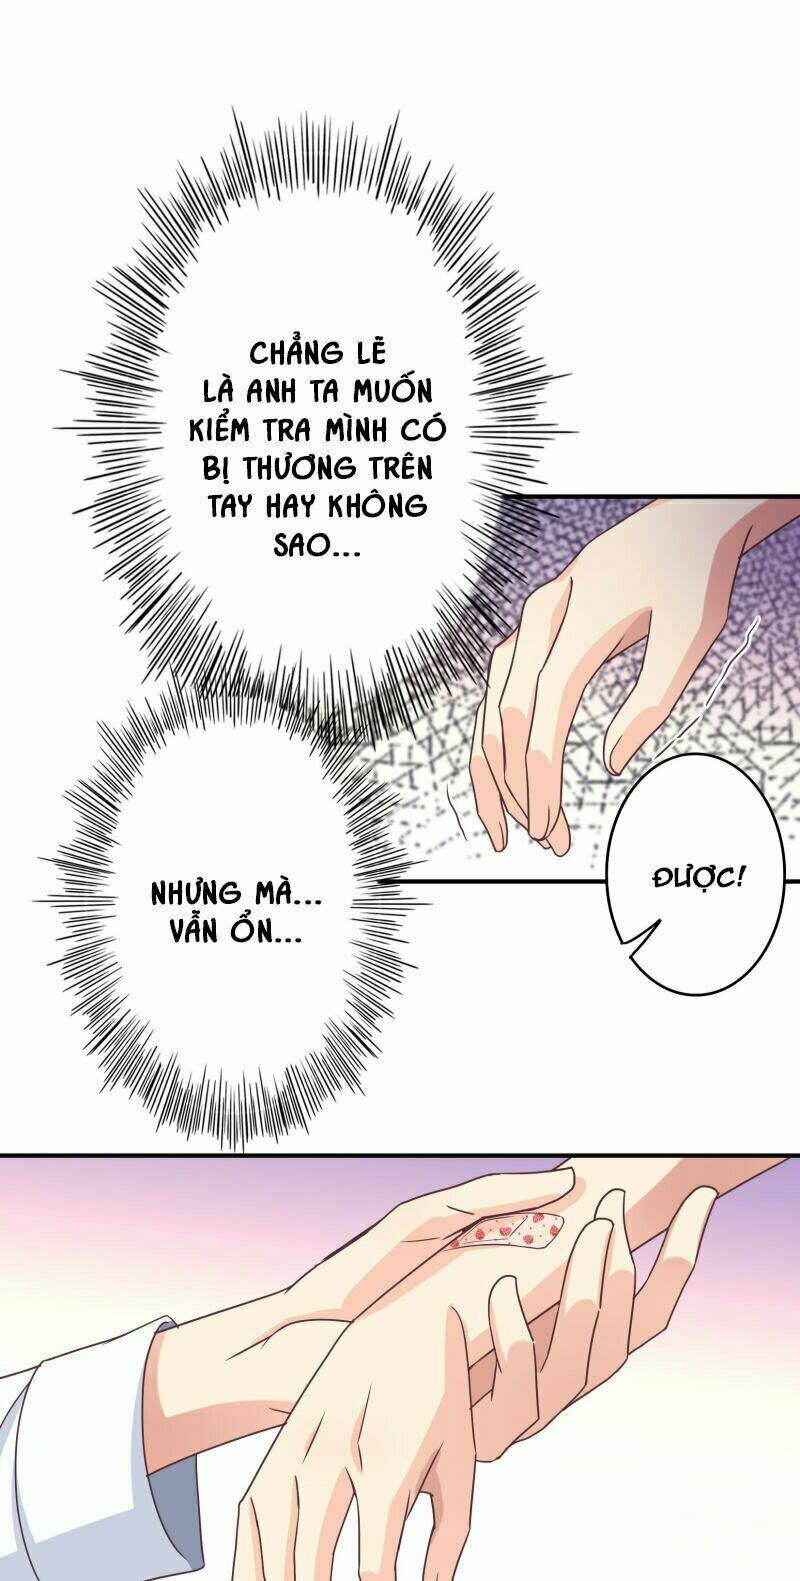 CHẲNG LẼ
LÀ ANH TA MUỐN
KIỂM TRA MÌNH CÓ
BỊ THƯƠNG TRÊN
TAY HAY KHÔNG
SAO...
ĐƯỢC!
NHƯNG MÀ...
VẪN ỔN...